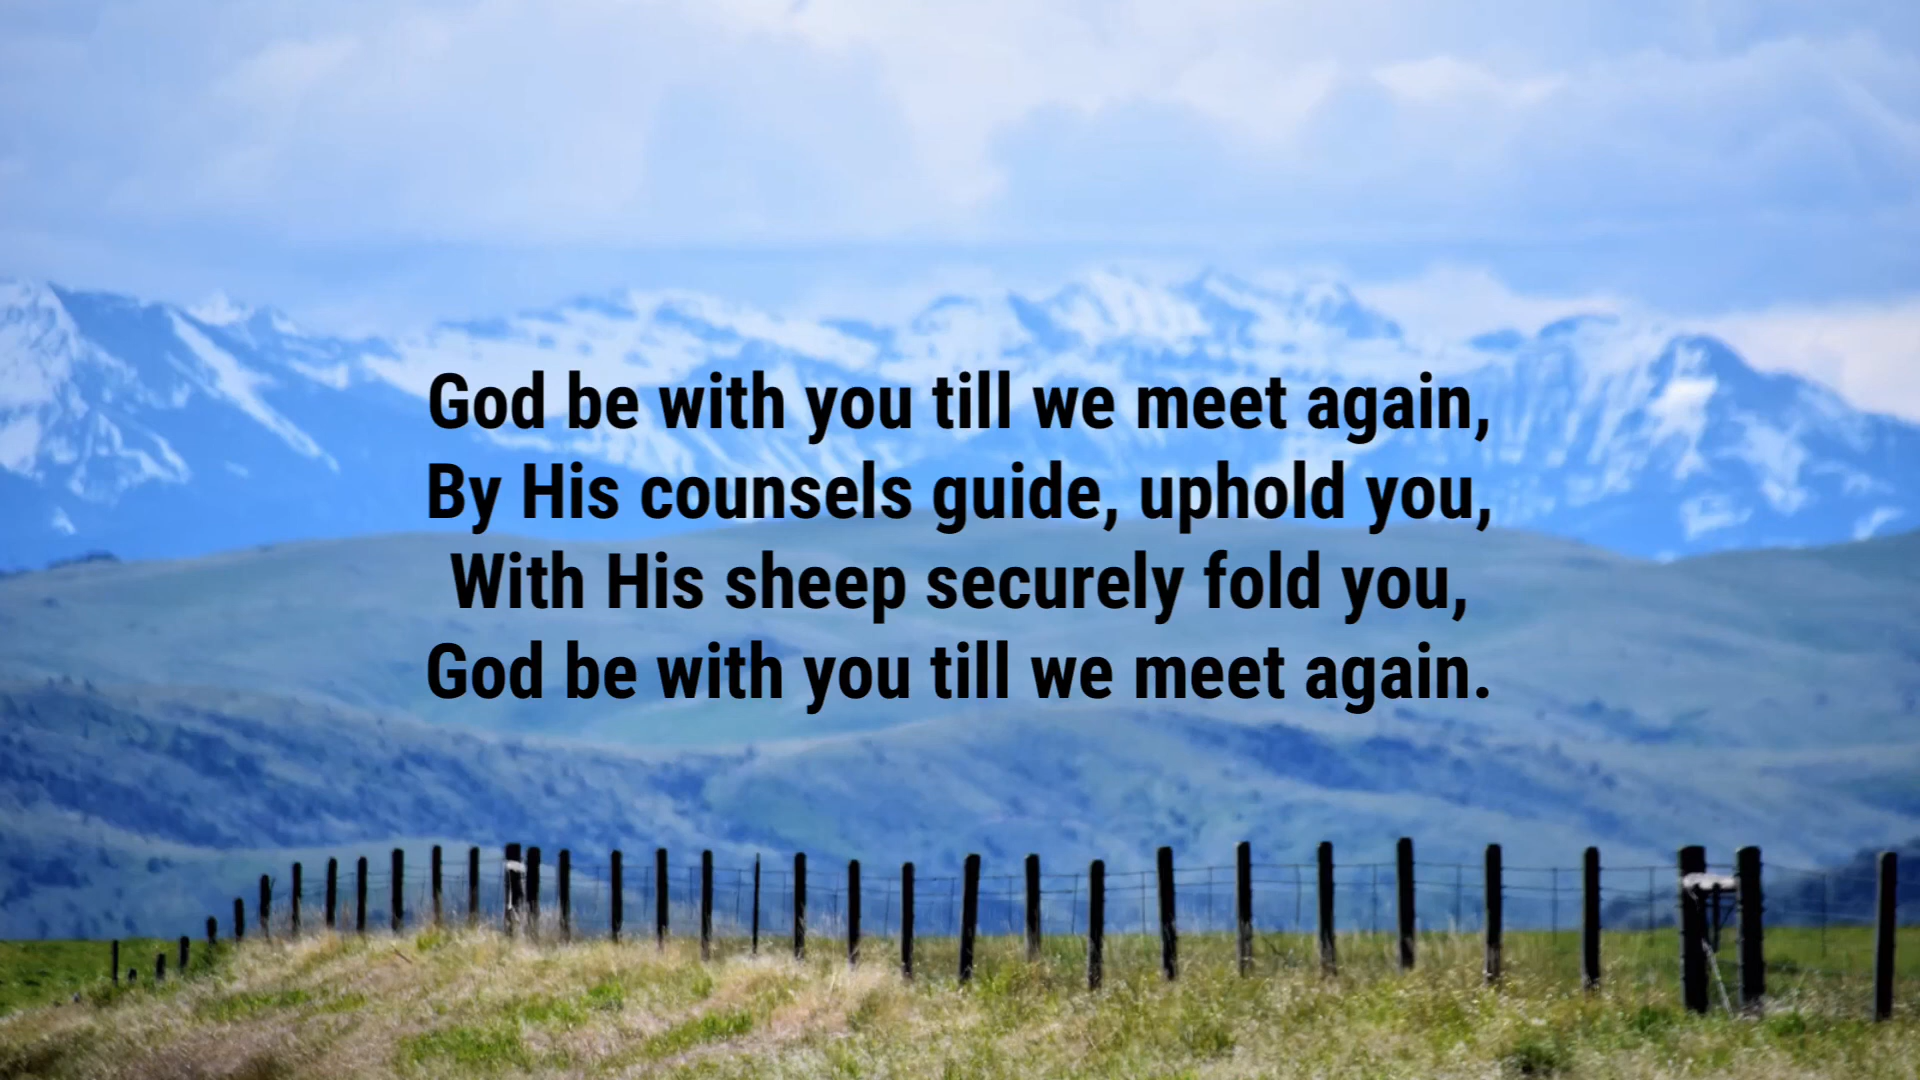 God be with you till we meet again,
By His counsels guide, uphold you,
With His sheep securely fold you,
God be with you till we meet again.